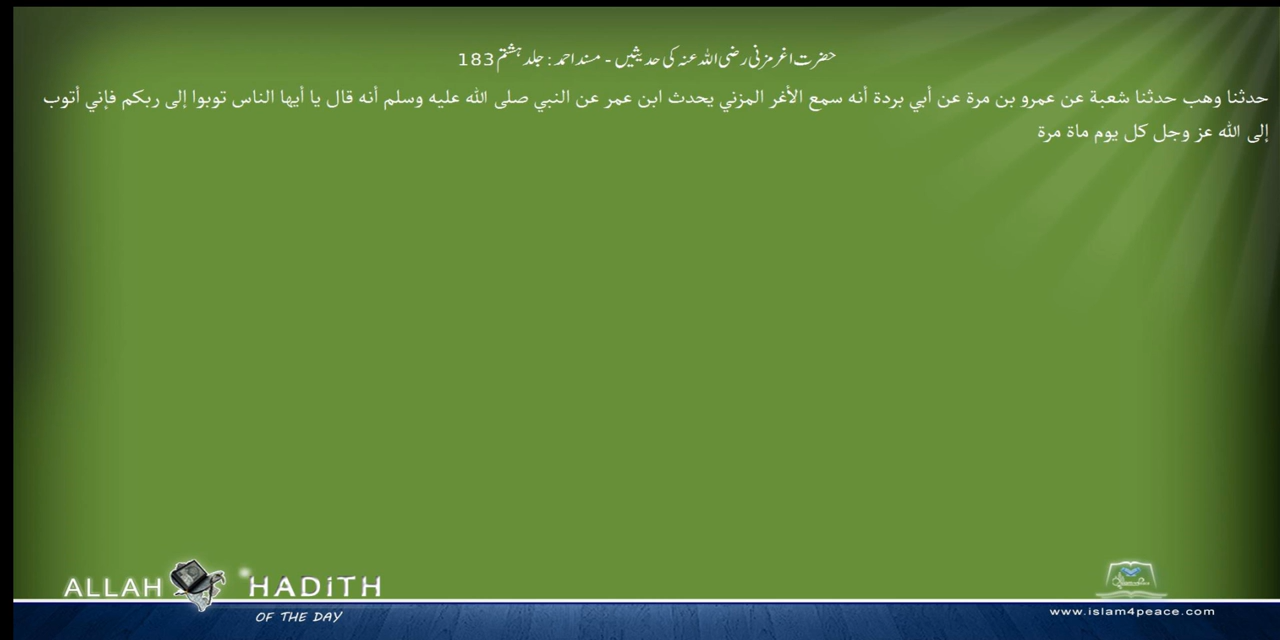 حضرت اغر مزنی رضی اللہ عنہ کی حدیثیں - مسند احمد : جلد ہشتم 183
حدثنا وهب حدثنا شعبة عن عمرو بن مرة عن أبي بردة أنه سمع الأغر المزني يحدث ابن عمر عن النبي صلى الله عليه وسلم أنه قال يا أيها الناس توبوا إلى ربكم فإني أتوب
إلى الله عز وجل كل يوم ماة مرة
ALLAH HADITH
OF THE DAY
www.islam4peace.com